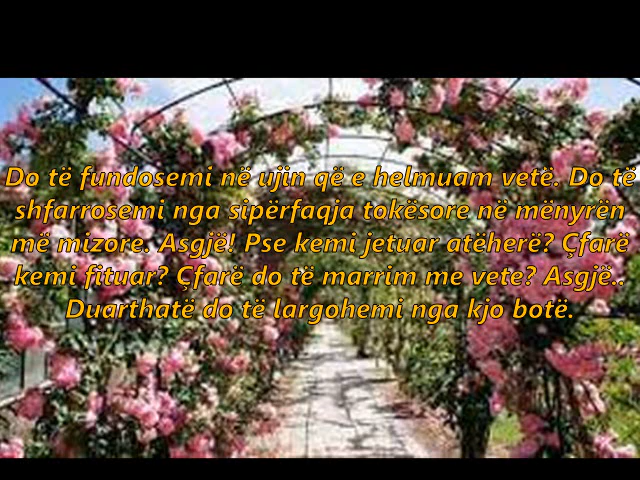 Do të fundosemi në ujin që e helmuam vetë. Do të
shfarrosemi nga sipërfaqja tokësore në mënyrën
më mizore. Asgjë! Pse kemi jetuar atëherë? Çfarë
kemi fituar? Çfarë do të marrim me vete? Asgjë..
Duarthatë do të largohemi nga kjo botë.